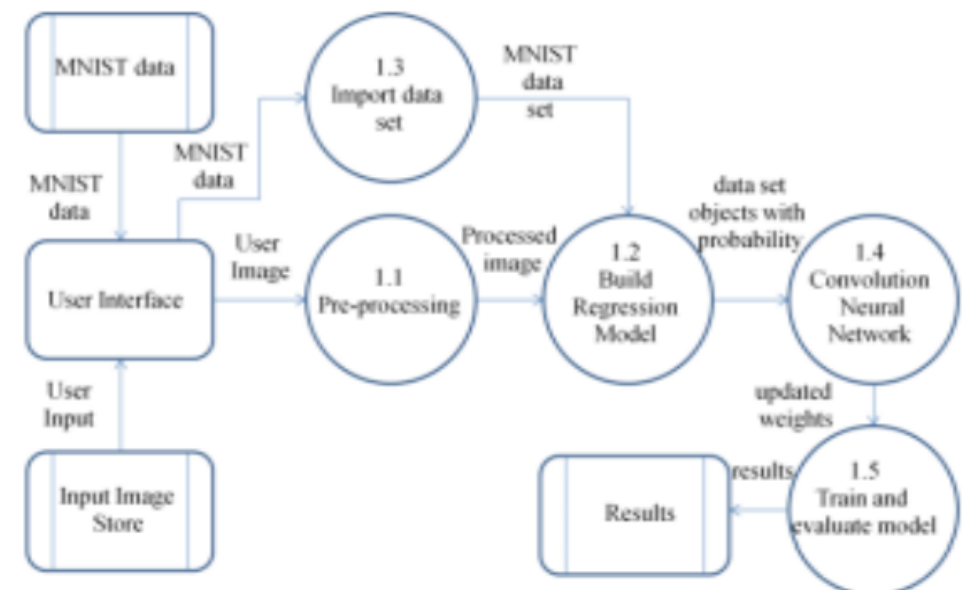 MNIST data
1.3
Import data
set
MNIST
data
set
MNIST
data
MNIST
data
data set
objects with
probability
User Interface
User
Image
1.1
Pre-processing
Processed
image
1.2
Build
Regression
Model
1.4
Convolution
Neural
Network
User
Input
updated
weights
Input Image
Store
Results
results
1.5
Train and
evaluate model